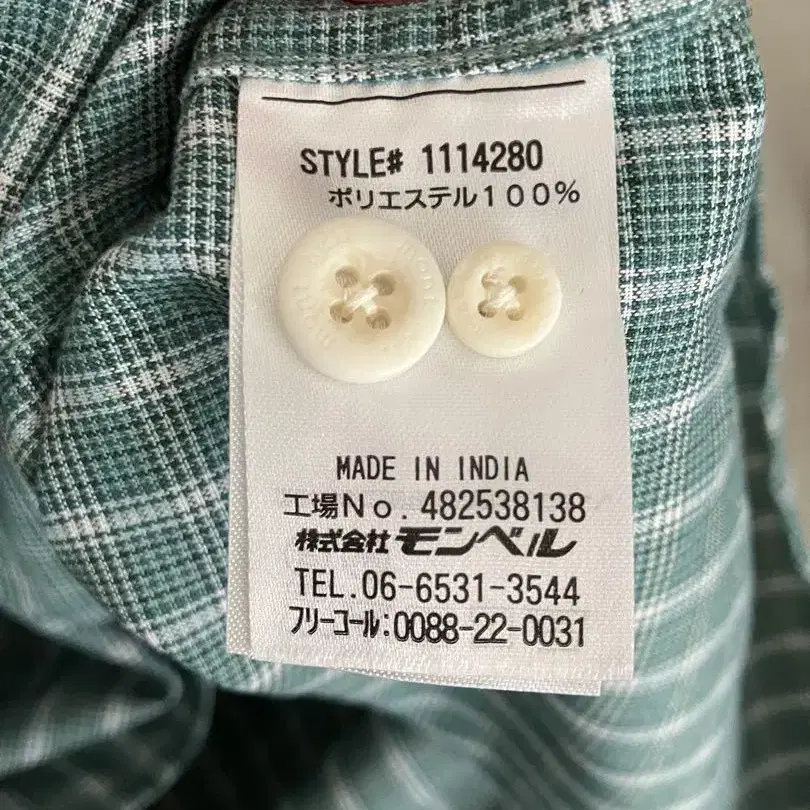 STYLE# 1114280
ポリエステル100%
MADE IN INDIA
工場No. 482538138
株式会社モンベル
TEL.06-6531-3544
フリーコール:0088-22-0031